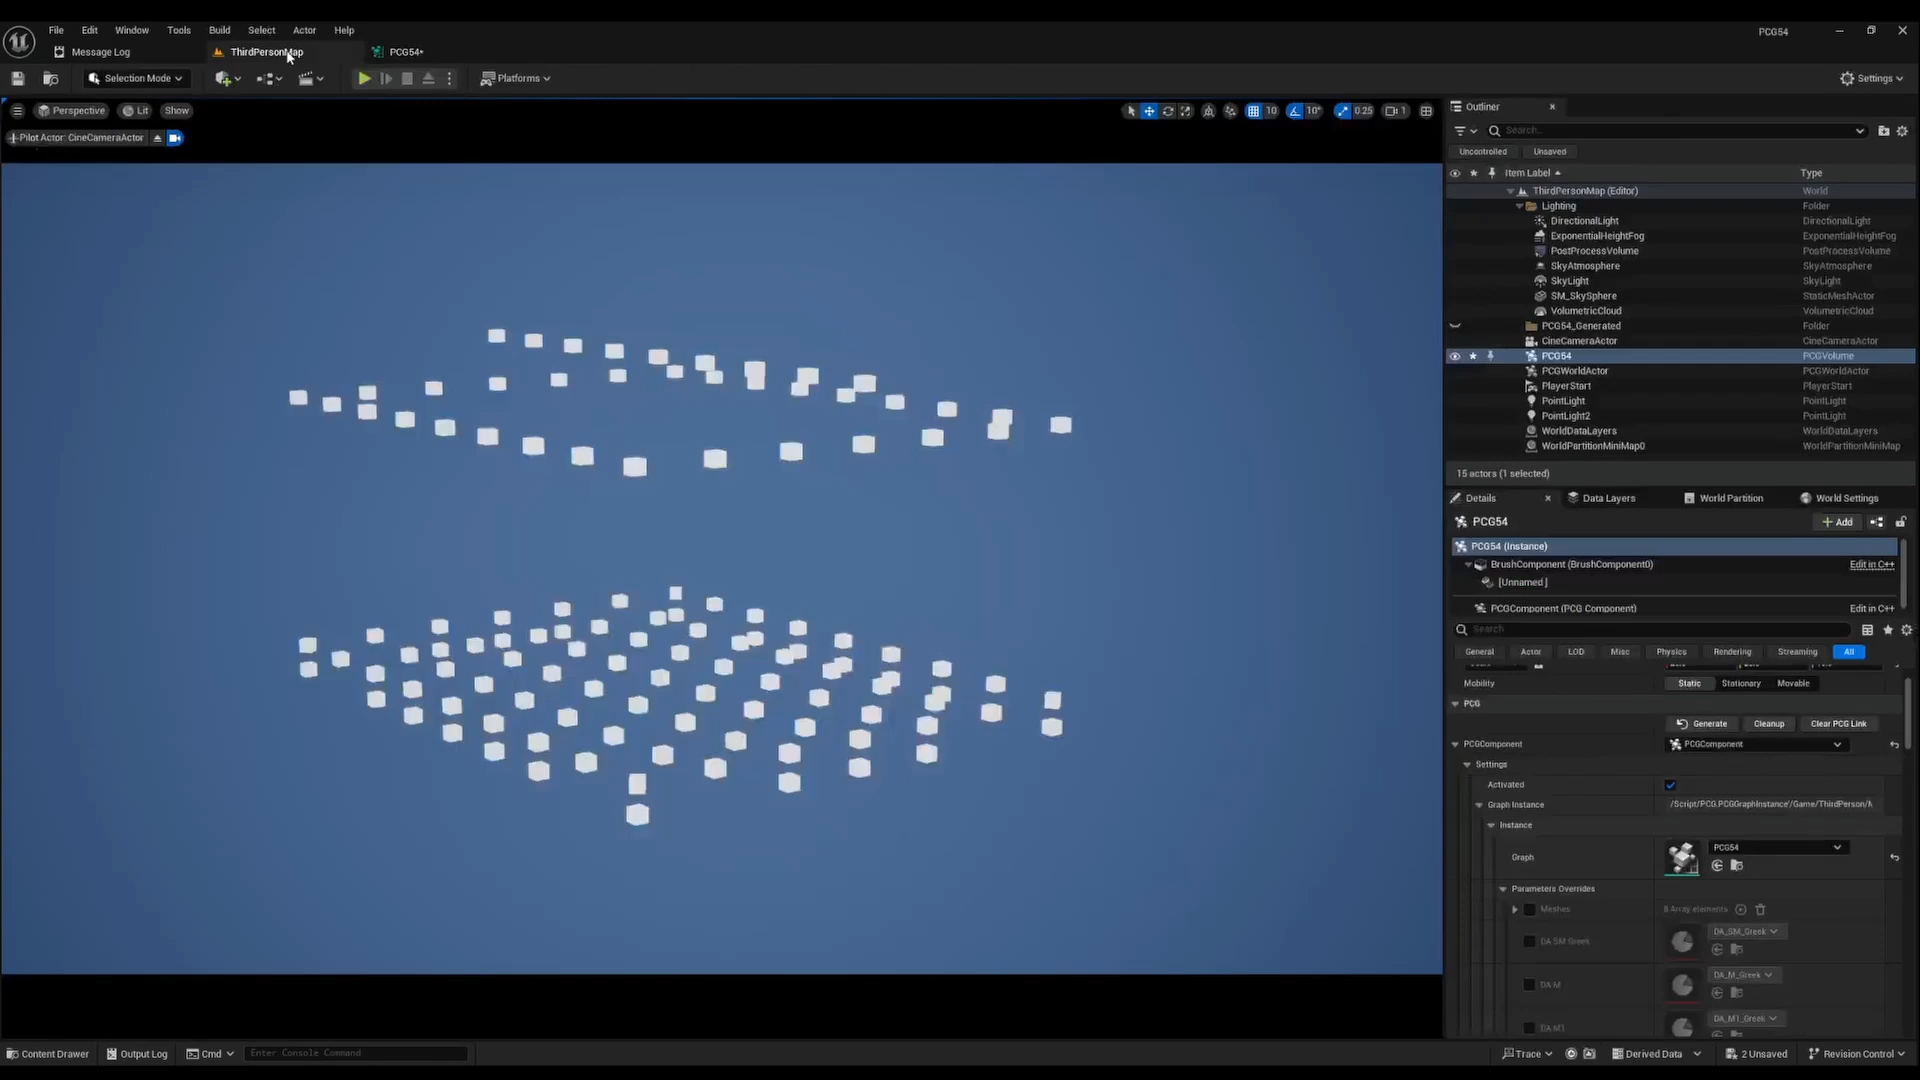 File Edit Window Tools Build Select Actor Help
PCG54
Message Log
ThirdPersonMap
PCG54*
Selection Mode
Platforms
Settings
Perspective
Lit
Show
10
10°
0.25
1
Pilot Actor: CineCameraActor
Outliner
Search...
Uncontrolled
Unsaved
Item Label
Type
ThirdPersonMap (Editor) World
Lighting Folder
DirectionalLight DirectionalLight
ExponentialHeightFog ExponentialHeightFog
PostProcessVolume PostProcessVolume
SkyAtmosphere SkyAtmosphere
SkyLight SkyLight
SM_SkySphere StaticMeshActor
VolumetricCloud VolumetricCloud
PCG54_Generated Folder
CineCameraActor CineCameraActor
PCG54 PCGVolume
PCGWorldActor PCGWorldActor
PlayerStart PlayerStart
PointLight PointLight
PointLight2 PointLight
WorldDataLayers WorldDataLayers
WorldPartitionMiniMap0 WorldPartitionMiniMap
15 actors (1 selected)
Details
Data Layers
World Partition
World Settings
PCG54
+ Add
PCG54 (Instance)
BrushComponent (BrushComponent0) Edit in C++
[Unnamed ]
PCGComponent (PCG Component) Edit in C++
Search
General Actor LOD Misc Physics Rendering Streaming All
Mobility Static Stationary Movable
PCG
Generate Cleanup Clear PCG Link
PCGComponent PCGComponent
Settings
Activated
Graph Instance /Script/PCG.PCGGraphInstance'/Game/ThirdPerson/M
Instance
Graph PCG54
Parameters Overrides
Meshes 8 Array elements
DA SM Greek DA_SM_Greek
DA M DA_M_Greek
DA MT DA_MT_Greek
Content Drawer
Output Log
Cmd
Enter Console Command
Trace
Derived Data
2 Unsaved
Revision Control